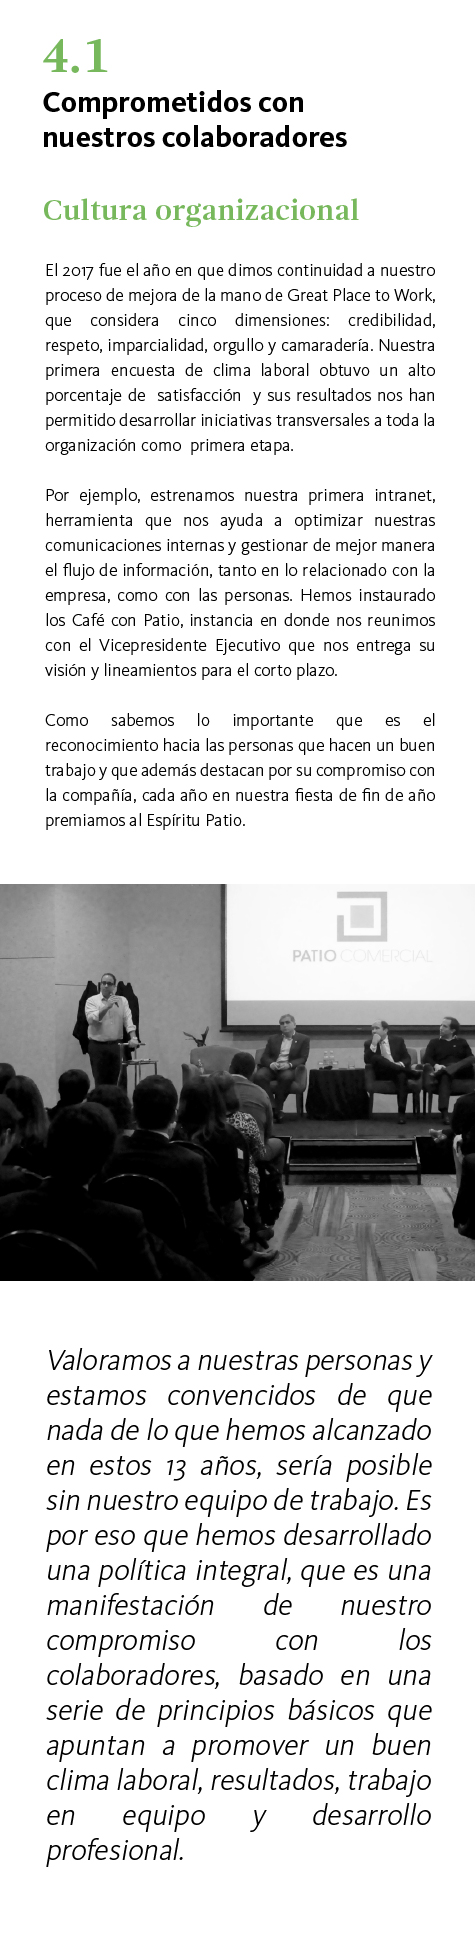 4.1
Comprometidos con
nuestros colaboradores
Cultura organizacional
El 2017 fue el año en que dimos continuidad a nuestro
proceso de mejora de la mano de Great Place to Work,
que considera cinco dimensiones: credibilidad,
respeto, imparcialidad, orgullo y camaradería. Nuestra
primera encuesta de clima laboral obtuvo un alto
porcentaje de satisfacción y sus resultados nos han
permitido desarrollar iniciativas transversales a toda la
organización como primera etapa.
Por ejemplo, estrenamos nuestra primera intranet,
herramienta que nos ayuda a optimizar nuestras
comunicaciones internas y gestionar de mejor manera
el flujo de información, tanto en lo relacionado con la
empresa, como con las personas. Hemos instaurado
los Café con Patio, instancia en donde nos reunimos
con el Vicepresidente Ejecutivo que nos entrega su
visión y lineamientos para el corto plazo.
Como sabemos lo importante que es el
reconocimiento hacia las personas que hacen un buen
trabajo y que además destacan por su compromiso con
la compañía, cada año en nuestra fiesta de fin de año
premiamos al Espíritu Patio.
PATIO COMERCIAL
Valoramos a nuestras personas y
estamos convencidos de que
nada de lo que hemos alcanzado
en estos 13 años, sería posible
sin nuestro equipo de trabajo. Es
por eso que hemos desarrollado
una política integral, que es una
manifestación de nuestro
compromiso con los
colaboradores, basado en una
serie de principios básicos que
apuntan a promover un buen
clima laboral, resultados, trabajo
en equipo y desarrollo
profesional.